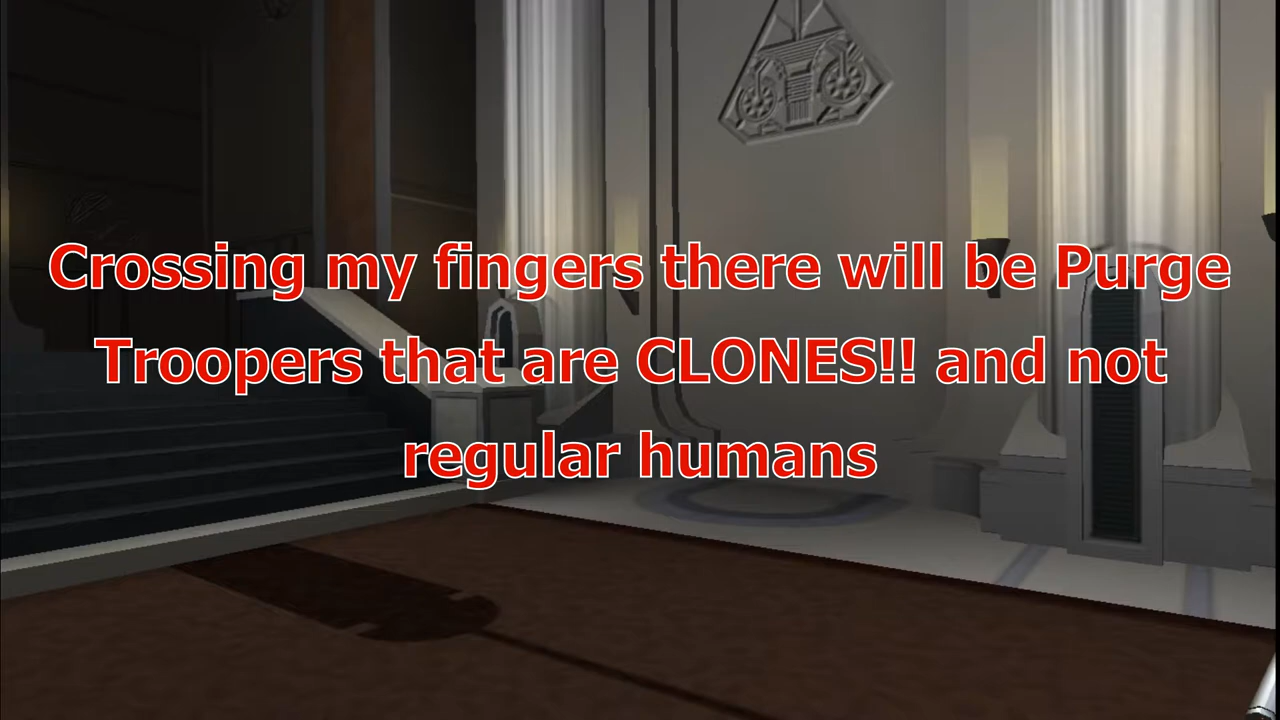 Crossing my fingers there will be Purge
Troopers that are CLONES!! and not
regular humans